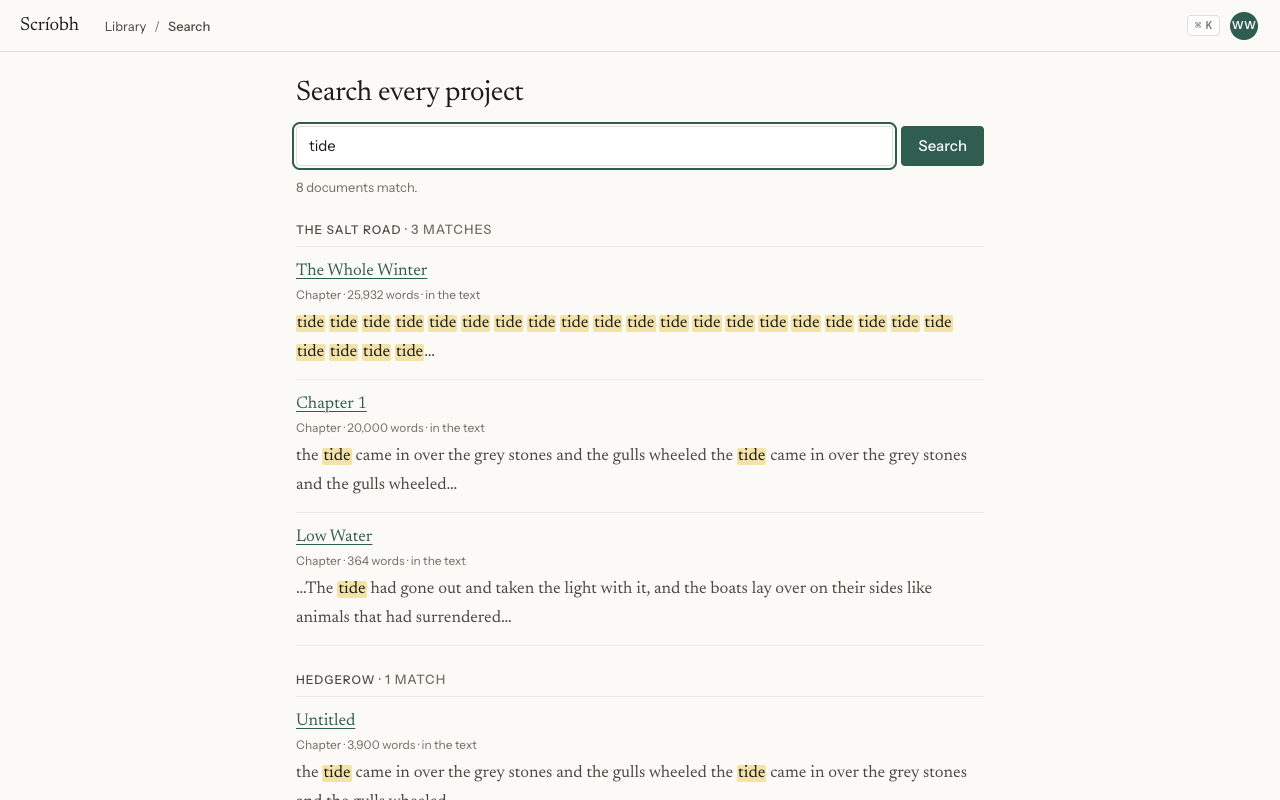 Scríobh
Library / Search
⌘ K
WW
Search every project
tide
Search
8 documents match.
THE SALT ROAD · 3 MATCHES
The Whole Winter
Chapter · 25,932 words · in the text
tide tide tide tide tide tide tide tide tide tide tide tide tide tide tide tide tide tide tide tide
tide tide tide tide…
Chapter 1
Chapter · 20,000 words · in the text
the tide came in over the grey stones and the gulls wheeled the tide came in over the grey stones
and the gulls wheeled…
Low Water
Chapter · 364 words · in the text
…The tide had gone out and taken the light with it, and the boats lay over on their sides like
animals that had surrendered…
HEDGEROW · 1 MATCH
Untitled
Chapter · 3,900 words · in the text
the tide came in over the grey stones and the gulls wheeled the tide came in over the grey stones
and the gulls wheeled